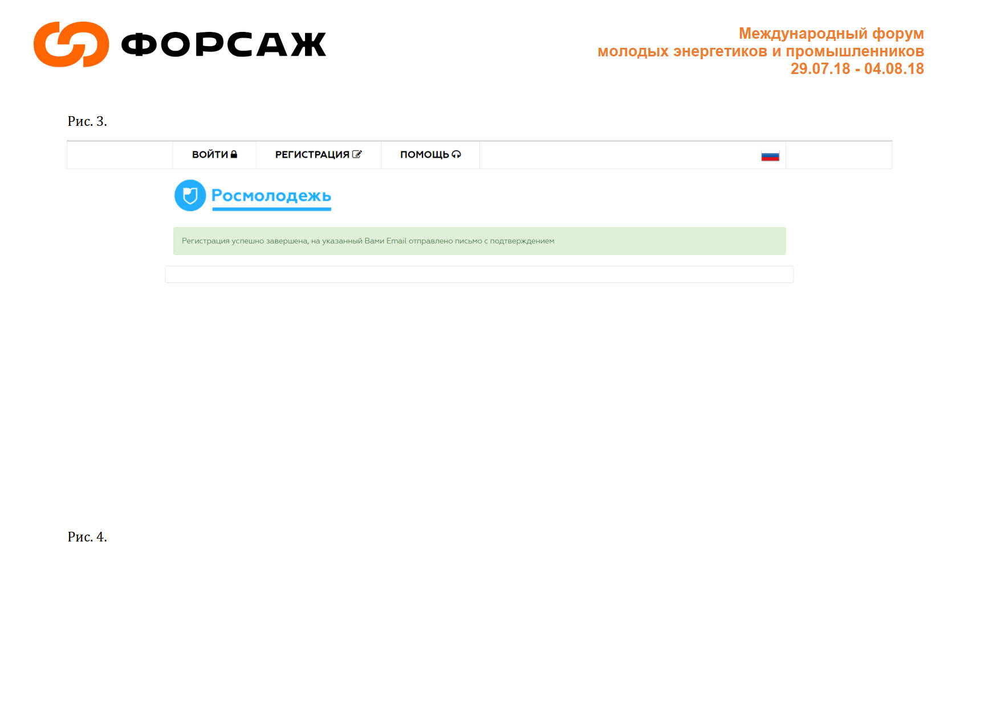 ФОРСАЖ
Международный форум
молодых энергетиков и промышленников
29.07.18 - 04.08.18
Рис. 3.
ВОЙТИ РЕГИСТРАЦИЯ ПОМОЩЬ
Росмолодежь
Регистрация успешно завершена, на указанный Вами Email отправлено письмо с подтверждением
Рис. 4.